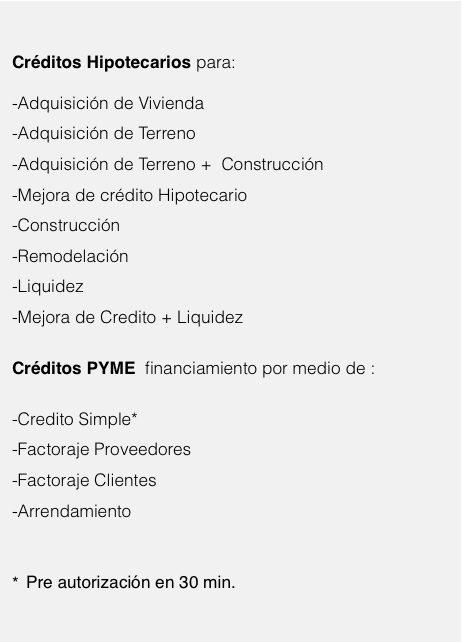 Créditos Hipotecarios para:
-Adquisición de Vivienda
-Adquisición de Terreno
-Adquisición de Terreno + Construcción
-Mejora de crédito Hipotecario
-Construcción
-Remodelación
-Liquidez
-Mejora de Credito + Liquidez
Créditos PYME financiamiento por medio de :
-Credito Simple*
-Factoraje Proveedores
-Factoraje Clientes
-Arrendamiento
* Pre autorización en 30 min.